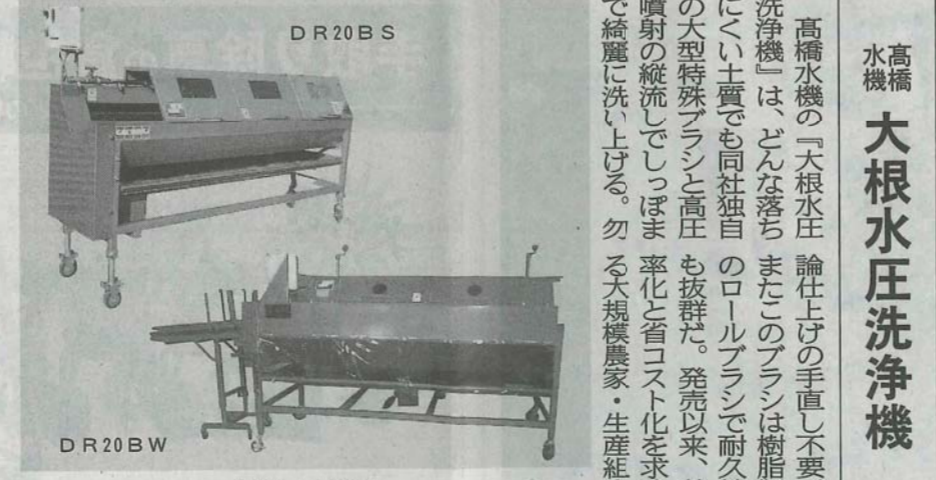 髙橋
水機
大根水圧洗浄機
髙橋水機の『大根水圧
洗浄機』は、どんな落ち
にくい土質でも同社独自
の大型特殊ブラシと高圧
噴射の縦流しでしっぽま
で綺麗に洗い上げる。勿
論仕上げの手直し不要
またこのブラシは樹脂
のロールブラシで耐久
も抜群だ。発売以来、
率化と省コスト化を求
る大規模農家・生産組
DR20BS
DR20BW